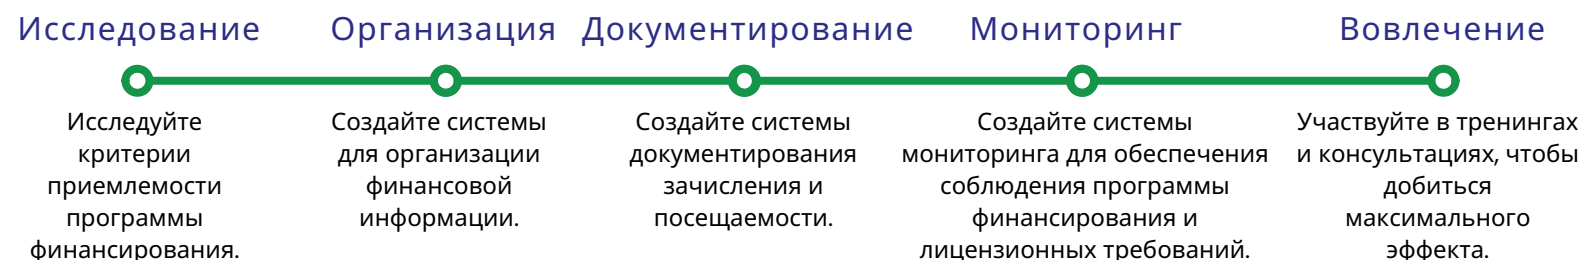 Исследование
Исследуйте
критерии
приемлемости
программы
финансирования.
Организация
Создайте системы
для организации
финансовой
информации.
Документирование
Создайте системы
документирования
зачисления и
посещаемости.
Мониторинг
Создайте системы
мониторинга для обеспечения
соблюдения программы
финансирования и
лицензионных требований.
Вовлечение
Участвуйте в тренингах
и консультациях, чтобы
добиться
максимального
эффекта.